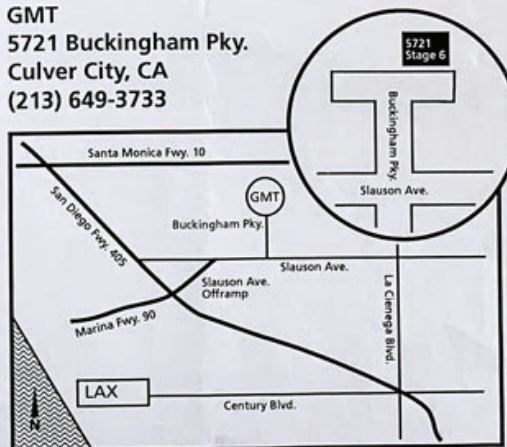 GMT
5721 Buckingham Pky.
Culver City, CA
(213) 649-3733
5721
Stage 6
Buckingham Pky.
Slauson Ave.
Santa Monica Fwy. 10
San Diego Fwy. 405
GMT
Buckingham Pky.
Slauson Ave.
Slauson Ave.
Offramp
Marina Fwy. 90
La Cienega Blvd.
LAX
Century Blvd.
N